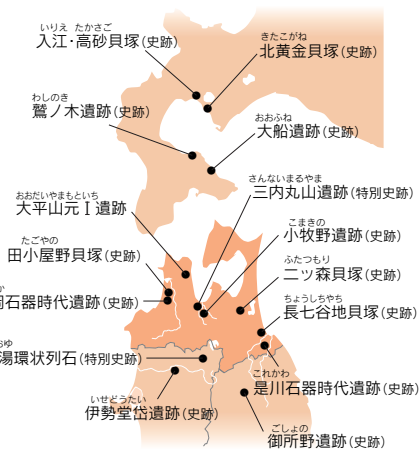 いりえ たかさご
入江・高砂貝塚(史跡)
きたこがね
北黄金貝塚(史跡)
わしのき
鷲ノ木遺跡(史跡)
おおふね
大船遺跡(史跡)
さんないまるやま
三内丸山遺跡(特別史跡)
おおだいやまもといち
大平山元Ⅰ遺跡
こまきの
小牧野遺跡(史跡)
たごやの
田小屋野貝塚(史跡)
ふたつもり
二ッ森貝塚(史跡)
か
岡石器時代遺跡(史跡)
ちょうしちやち
長七谷地貝塚(史跡)
おゆ
湯環状列石(特別史跡)
これかわ
是川石器時代遺跡(史跡)
いせどうたい
伊勢堂岱遺跡(史跡)
ごしょの
御所野遺跡(史跡)